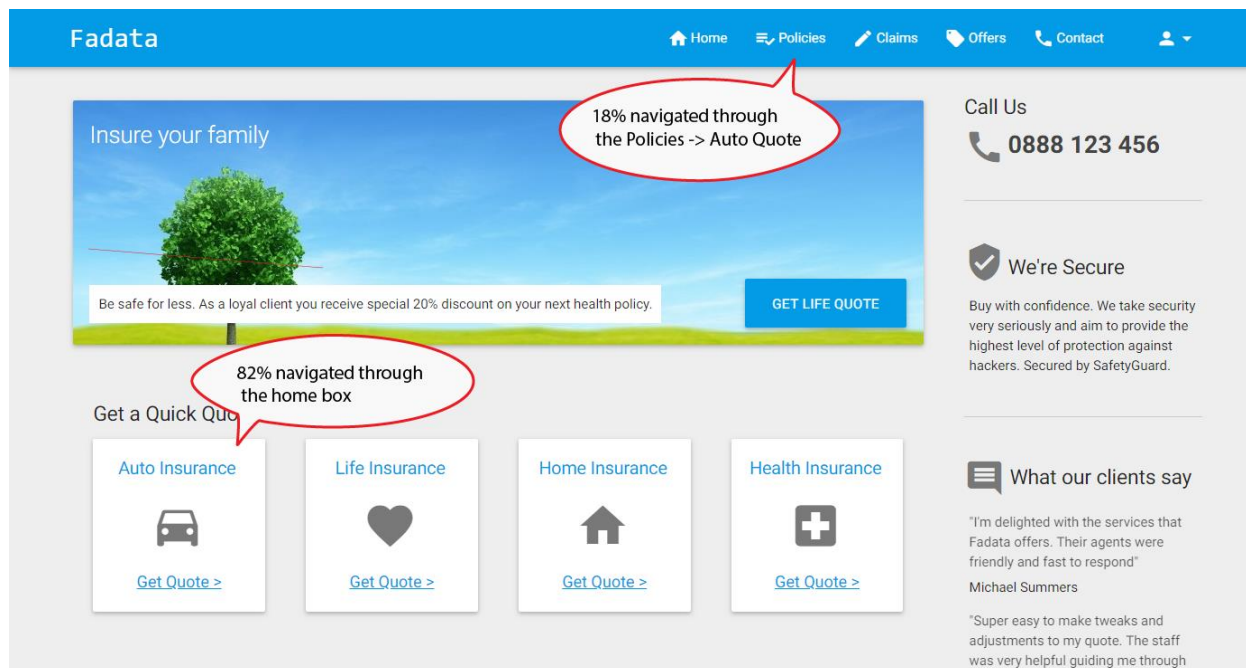 Fadata
Home
Policies
Claims
Offers
Contact
18% navigated through
the Policies -> Auto Quote
Insure your family
Be safe for less. As a loyal client you receive special 20% discount on your next health policy.
GET LIFE QUOTE
82% navigated through
the home box
Get a Quick Quo
Auto Insurance
Get Quote >
Life Insurance
Get Quote >
Home Insurance
Get Quote >
Health Insurance
Get Quote >
Call Us
0888 123 456
We're Secure
Buy with confidence. We take security
very seriously and aim to provide the
highest level of protection against
hackers. Secured by SafetyGuard.
What our clients say
"I'm delighted with the services that
Fadata offers. Their agents were
friendly and fast to respond"
Michael Summers
"Super easy to make tweaks and
adjustments to my quote. The staff
was very helpful guiding me through